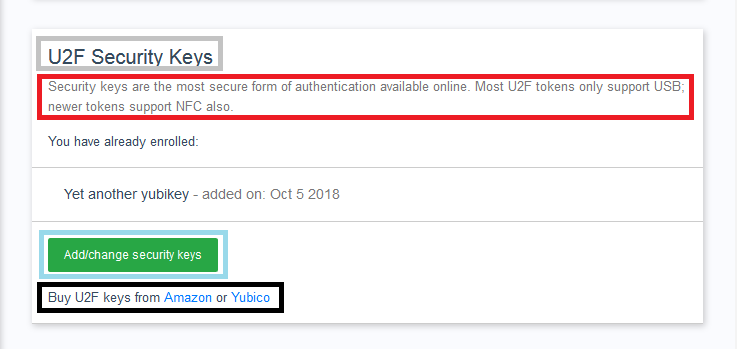 U2F Security Keys
Security keys are the most secure form of authentication available online. Most U2F tokens only support USB;
newer tokens support NFC also.
You have already enrolled:
Yet another yubikey - added on: Oct 5 2018
Add/change security keys
Buy U2F keys from Amazon or Yubico